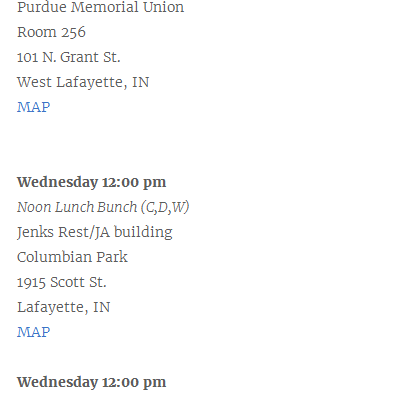 Purdue Memorial Union
Room 256
101 N. Grant St.
West Lafayette, IN
MAP
Wednesday 12:00 pm
Noon Lunch Bunch (C,D,W)
Jenks Rest/JA building
Columbian Park
1915 Scott St.
Lafayette, IN
MAP
Wednesday 12:00 pm